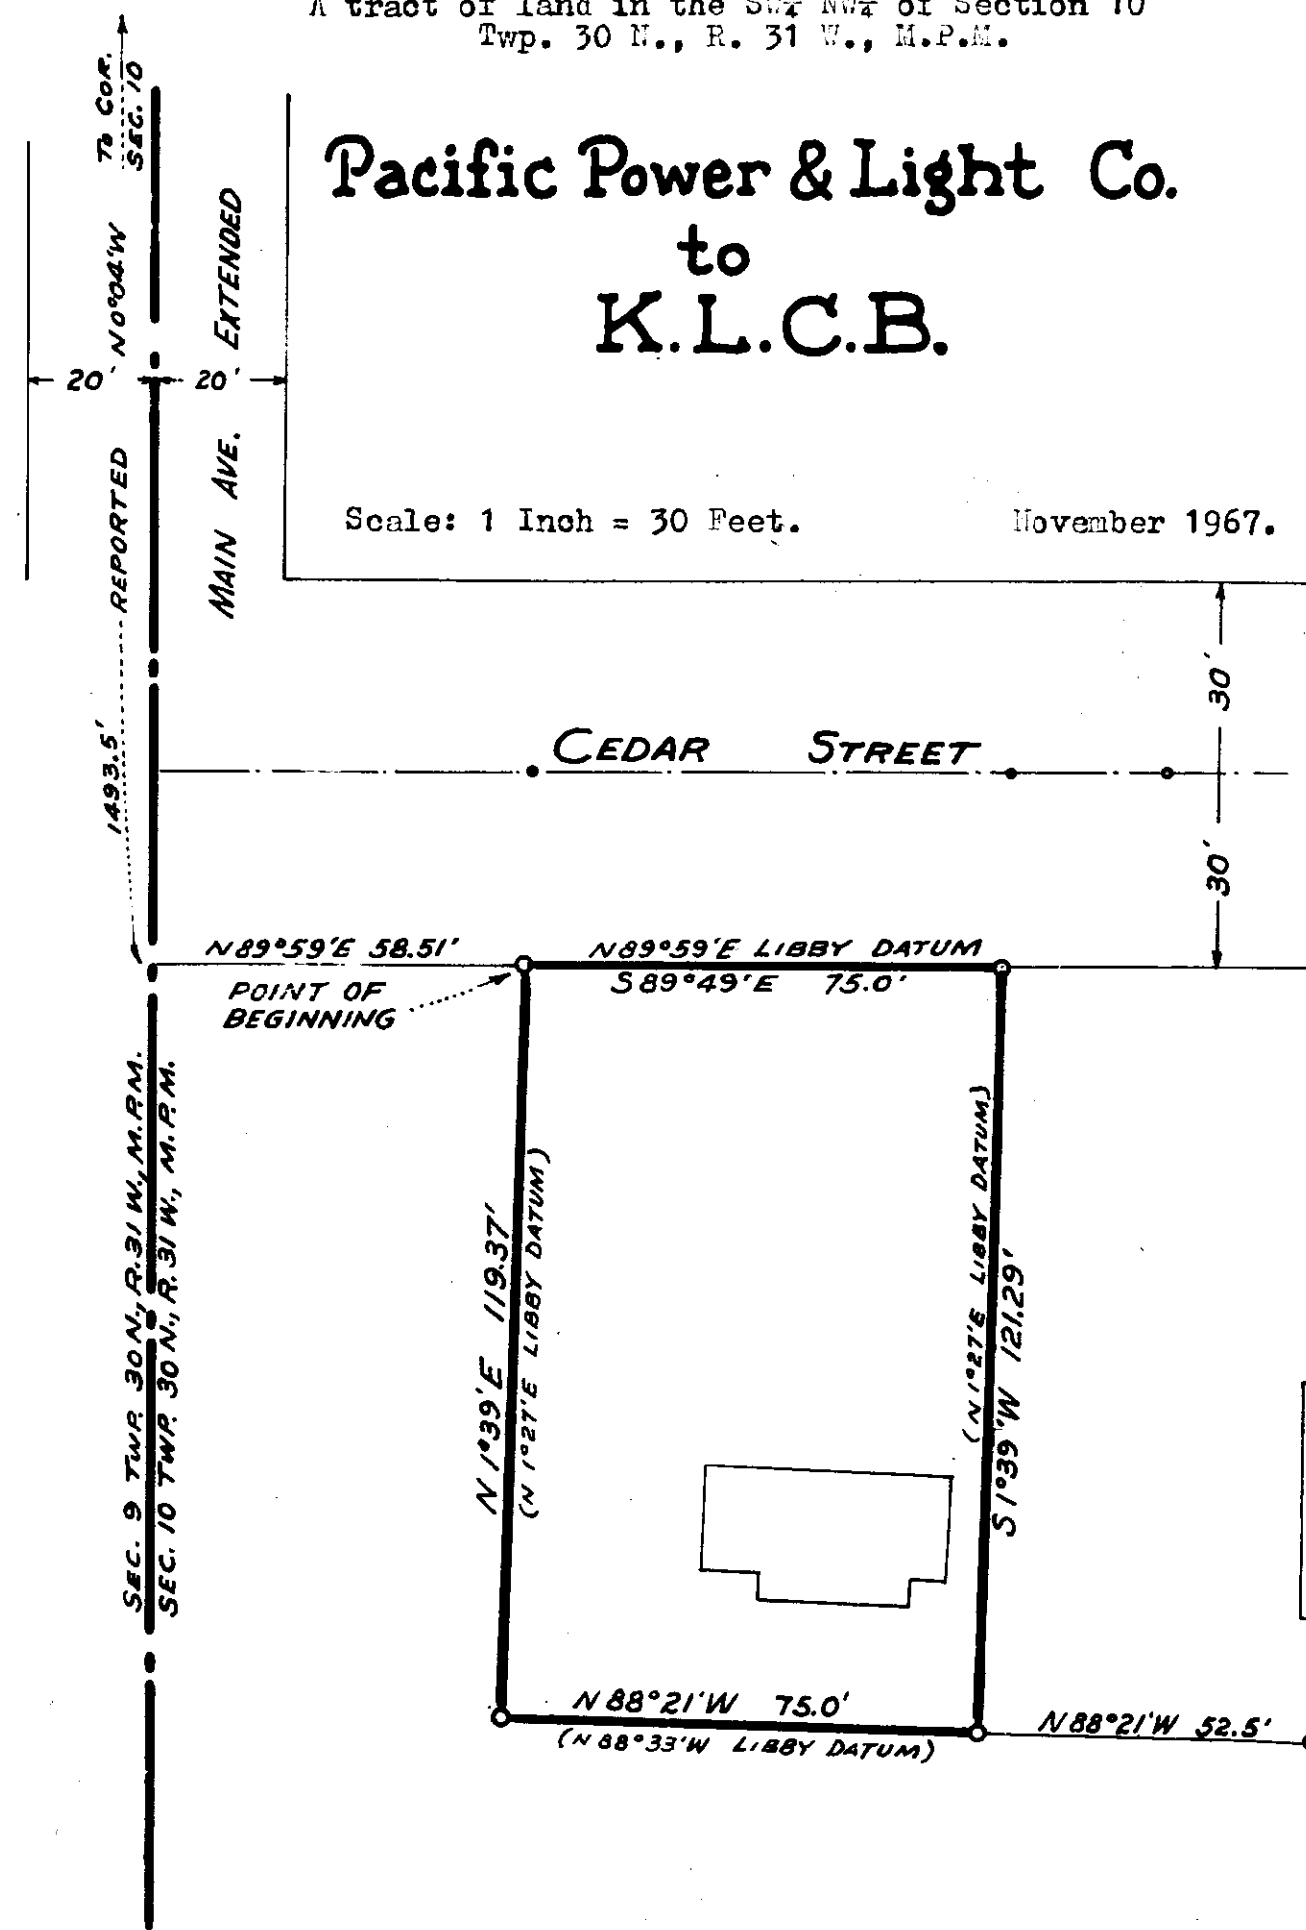 A tract of land in the SW¼ NW¼ of Section 10
Twp. 30 N., R. 31 W., M.P.M.
To COR.
SEC. 10
Pacific Power & Light Co.
to
K.L.C.B.
N0°04'W
MAIN AVE. EXTENDED
20' 20'
REPORTED
1493.5'
Scale: 1 Inch = 30 Feet. November 1967.
30'
CEDAR STREET
30'
N89°59'E 58.51'
N89°59'E LIBBY DATUM
S89°49'E 75.0'
POINT OF
BEGINNING
SEC. 9 TWP. 30 N., R. 31 W., M.P.M.
SEC. 10 TWP. 30 N., R. 31 W., M.P.M.
N 1°39'E 119.37'
(N 1°27'E LIBBY DATUM)
(N 1°27'E LIBBY DATUM)
S 1°39'W 121.29'
N 88°21'W 75.0'
(N 88°33'W LIBBY DATUM)
N 88°21'W 52.5'